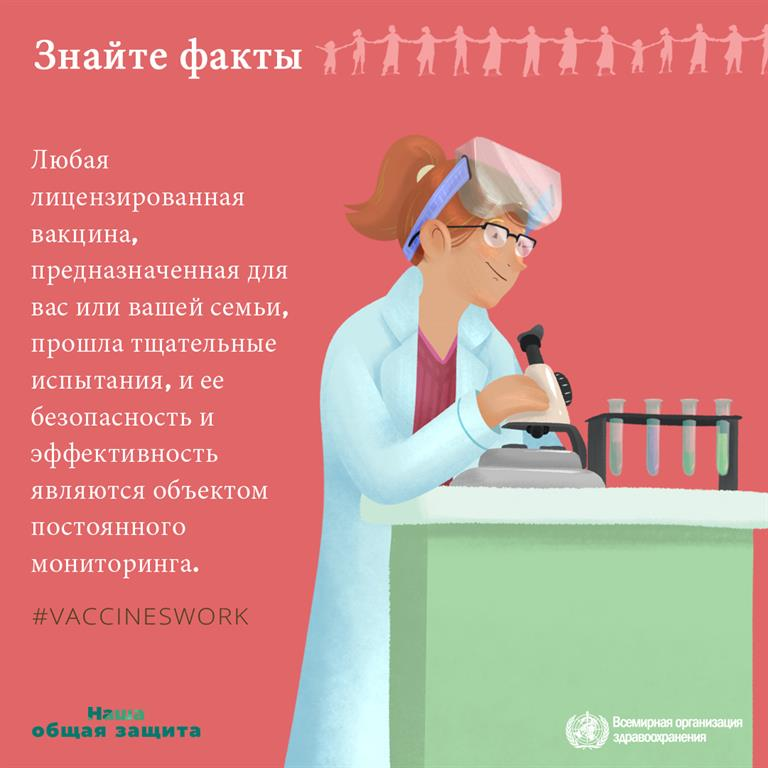 Знайте факты
Любая
лицензированная
вакцина,
предназначенная для
вас или вашей семьи,
прошла тщательные
испытания, и ее
безопасность и
эффективность
являются объектом
постоянного
мониторинга.
#VACCINESWORK
Наша
общая защита
Всемирная организация
здравоохранения